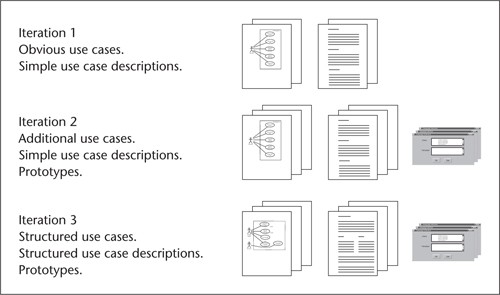 Iteration 1
Obvious use cases.
Simple use case descriptions.
Iteration 2
Additional use cases.
Simple use case descriptions.
Prototypes.
Iteration 3
Structured use cases.
Structured use case descriptions.
Prototypes.